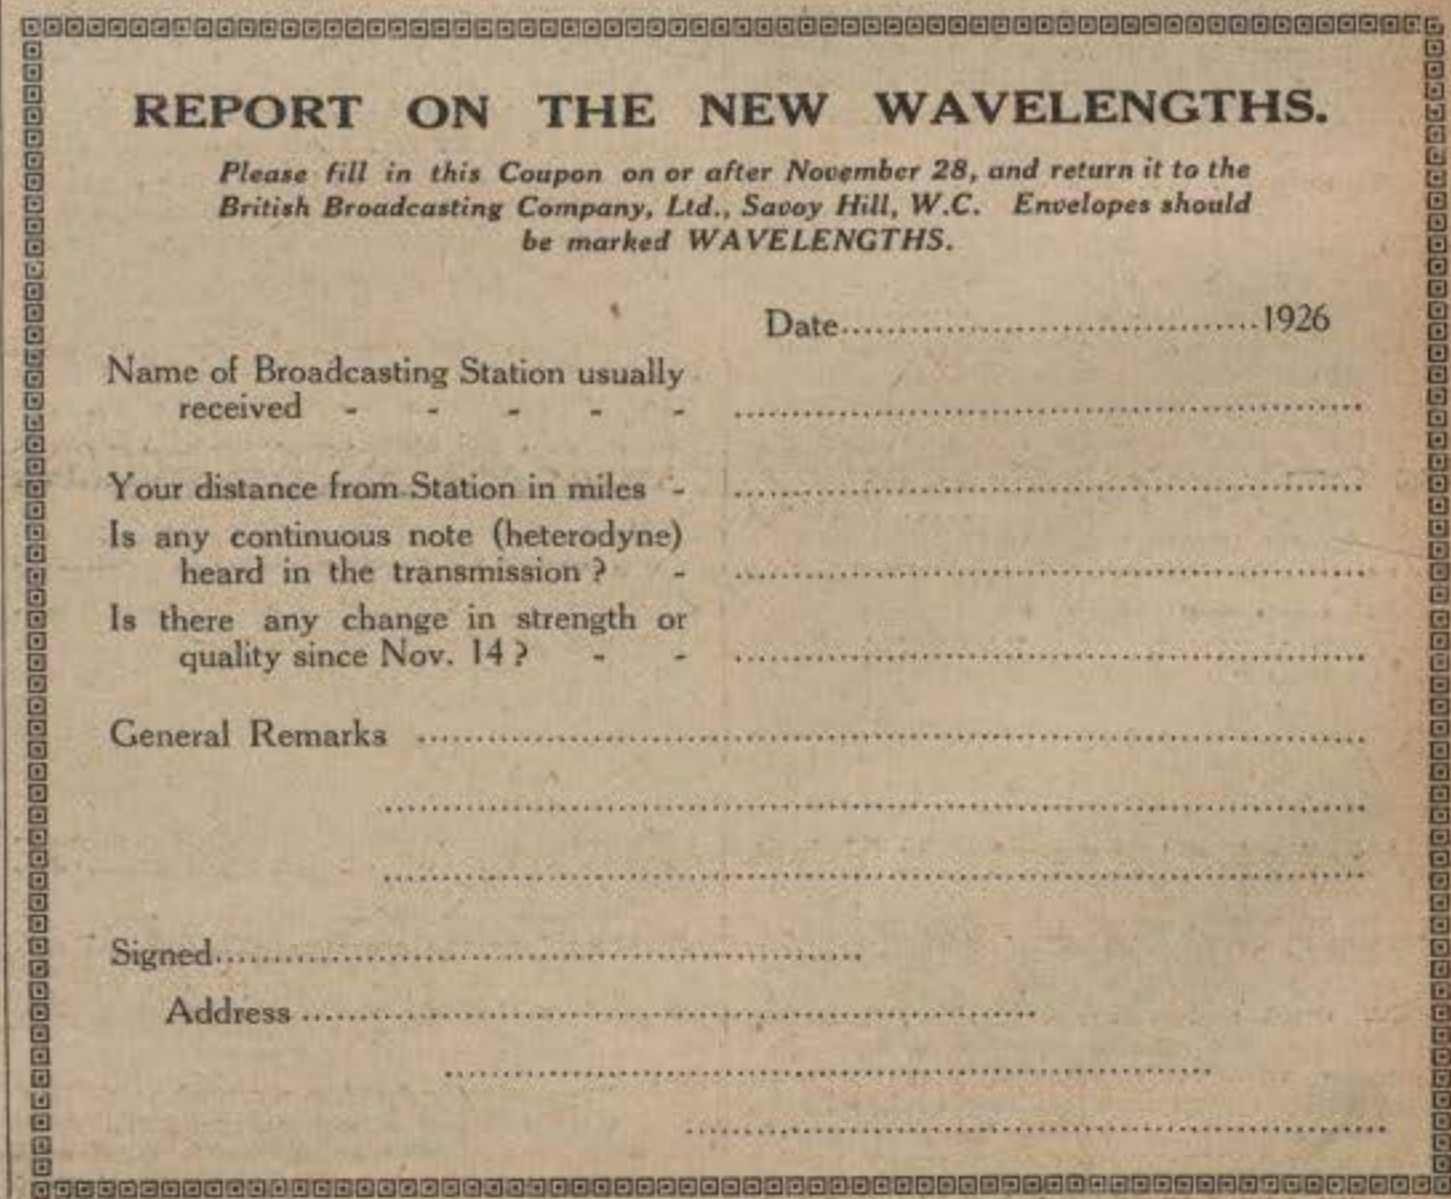 REPORT ON THE NEW WAVELENGTHS.
Please fill in this Coupon on or after November 28, and return it to the
British Broadcasting Company, Ltd., Savoy Hill, W.C. Envelopes should
be marked WAVELENGTHS.
Date.....................................1926
Name of Broadcasting Station usually
received - - - - - ........................................................
Your distance from Station in miles - ........................................................
Is any continuous note (heterodyne)
heard in the transmission? - ........................................................
Is there any change in strength or
quality since Nov. 14? - - ........................................................
General Remarks ........................................................
........................................................
........................................................
Signed........................................................
Address ........................................................
........................................................
........................................................